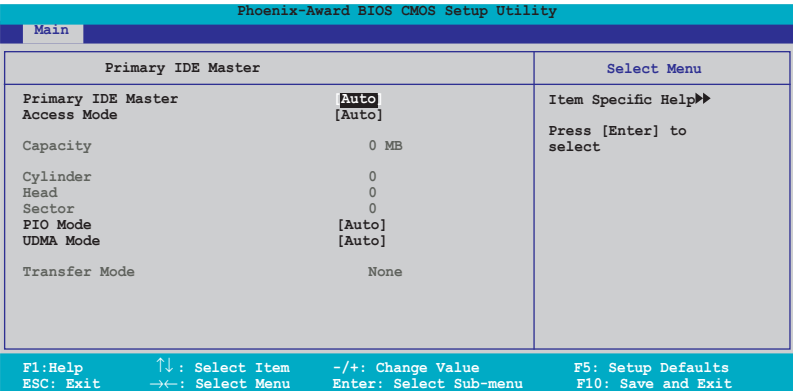 Phoenix-Award BIOS CMOS Setup Utility
Main
Primary IDE Master Select Menu
Primary IDE Master [Auto] Item Specific Help▶▶
Access Mode [Auto]
Press [Enter] to
Capacity 0 MB select
Cylinder 0
Head 0
Sector 0
PIO Mode [Auto]
UDMA Mode [Auto]
Transfer Mode None
F1:Help ↑↓: Select Item -/+: Change Value F5: Setup Defaults
ESC: Exit →←: Select Menu Enter: Select Sub-menu F10: Save and Exit